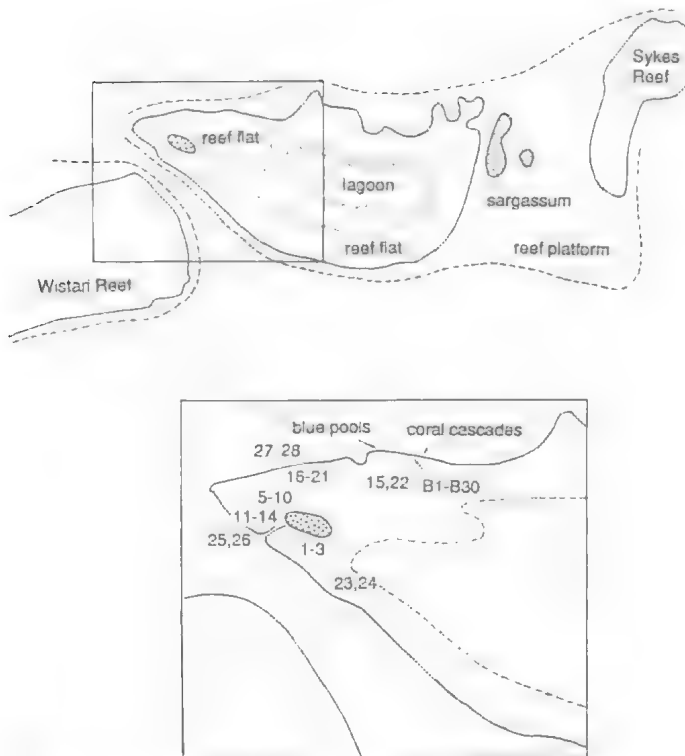 Sykes
Reef
reef flat
lagoon
sargassum
reef flat
reef platform
Wistari Reef
blue pools
coral cascades
27 28
16-21
15,22
B1-B30
5-10
11-14
25,26
1-3
23,24